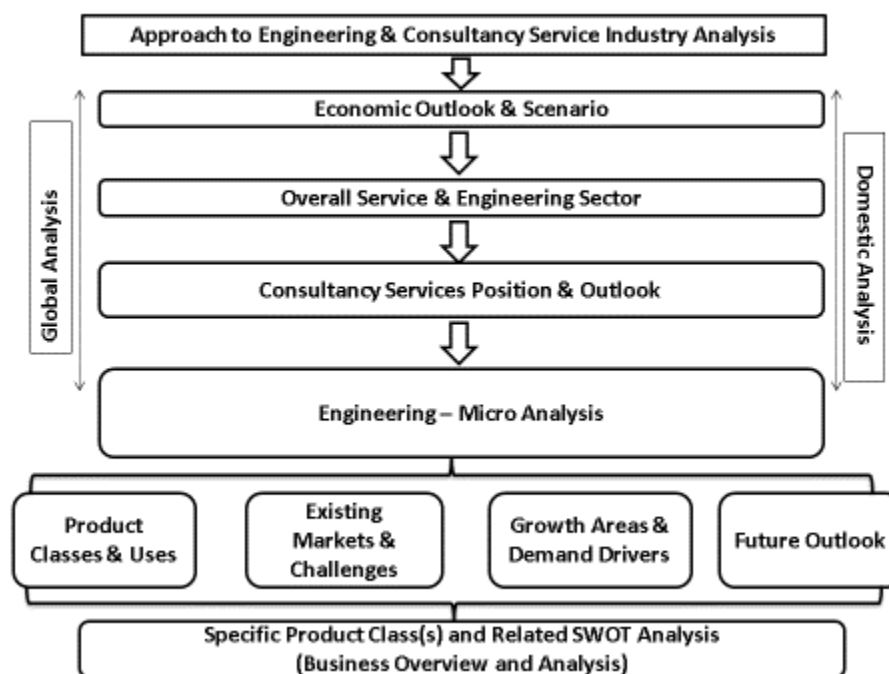 Approach to Engineering & Consultancy Service Industry Analysis
Economic Outlook & Scenario
Overall Service & Engineering Sector
Consultancy Services Position & Outlook
Global Analysis
Domestic Analysis
Engineering – Micro Analysis
Product
Classes & Uses
Existing
Markets &
Challenges
Growth Areas &
Demand Drivers
Future Outlook
Specific Product Class(s) and Related SWOT Analysis
(Business Overview and Analysis)